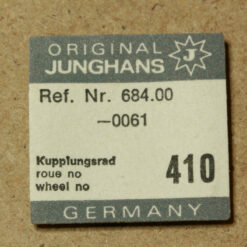 ORIGINAL
JUNGHANS J
Ref. Nr. 684.00
—0061
Kupplungsrad
roue no
wheel no 410
GERMANY